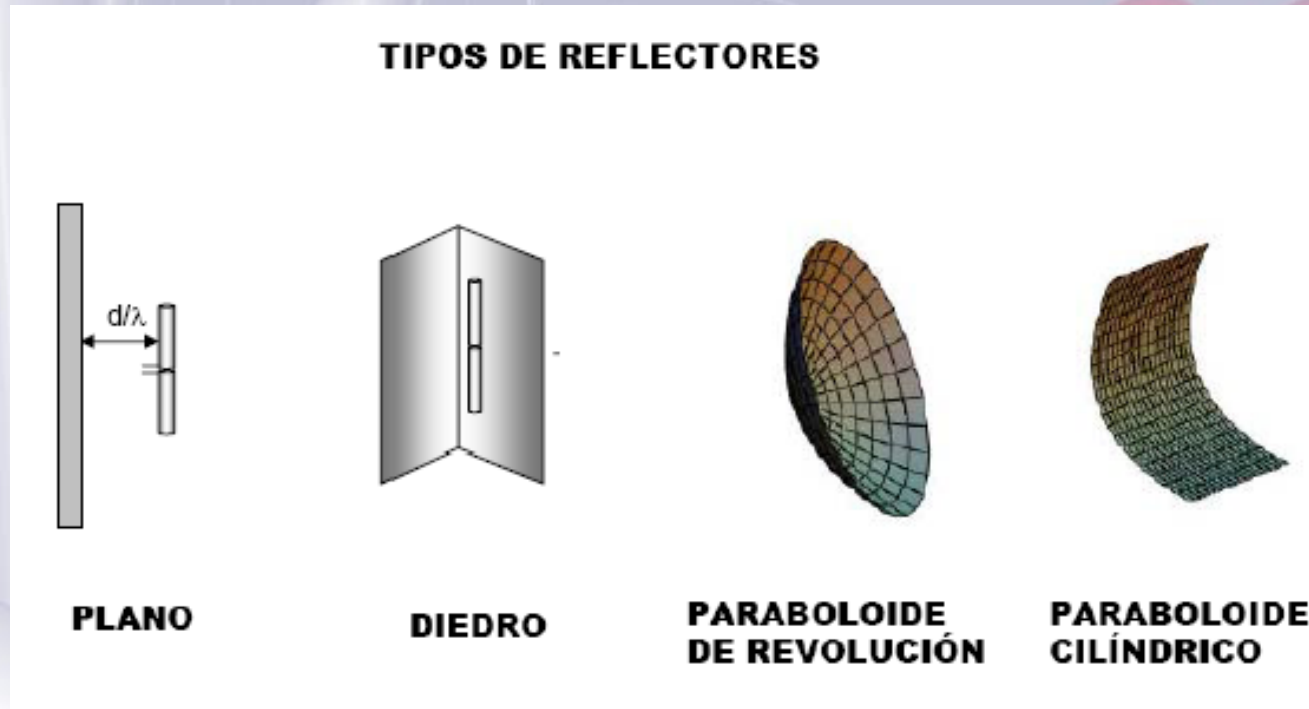 TIPOS DE REFLECTORES
d/λ
PLANO
DIEDRO
PARABOLOIDE
DE REVOLUCIÓN
PARABOLOIDE
CILÍNDRICO